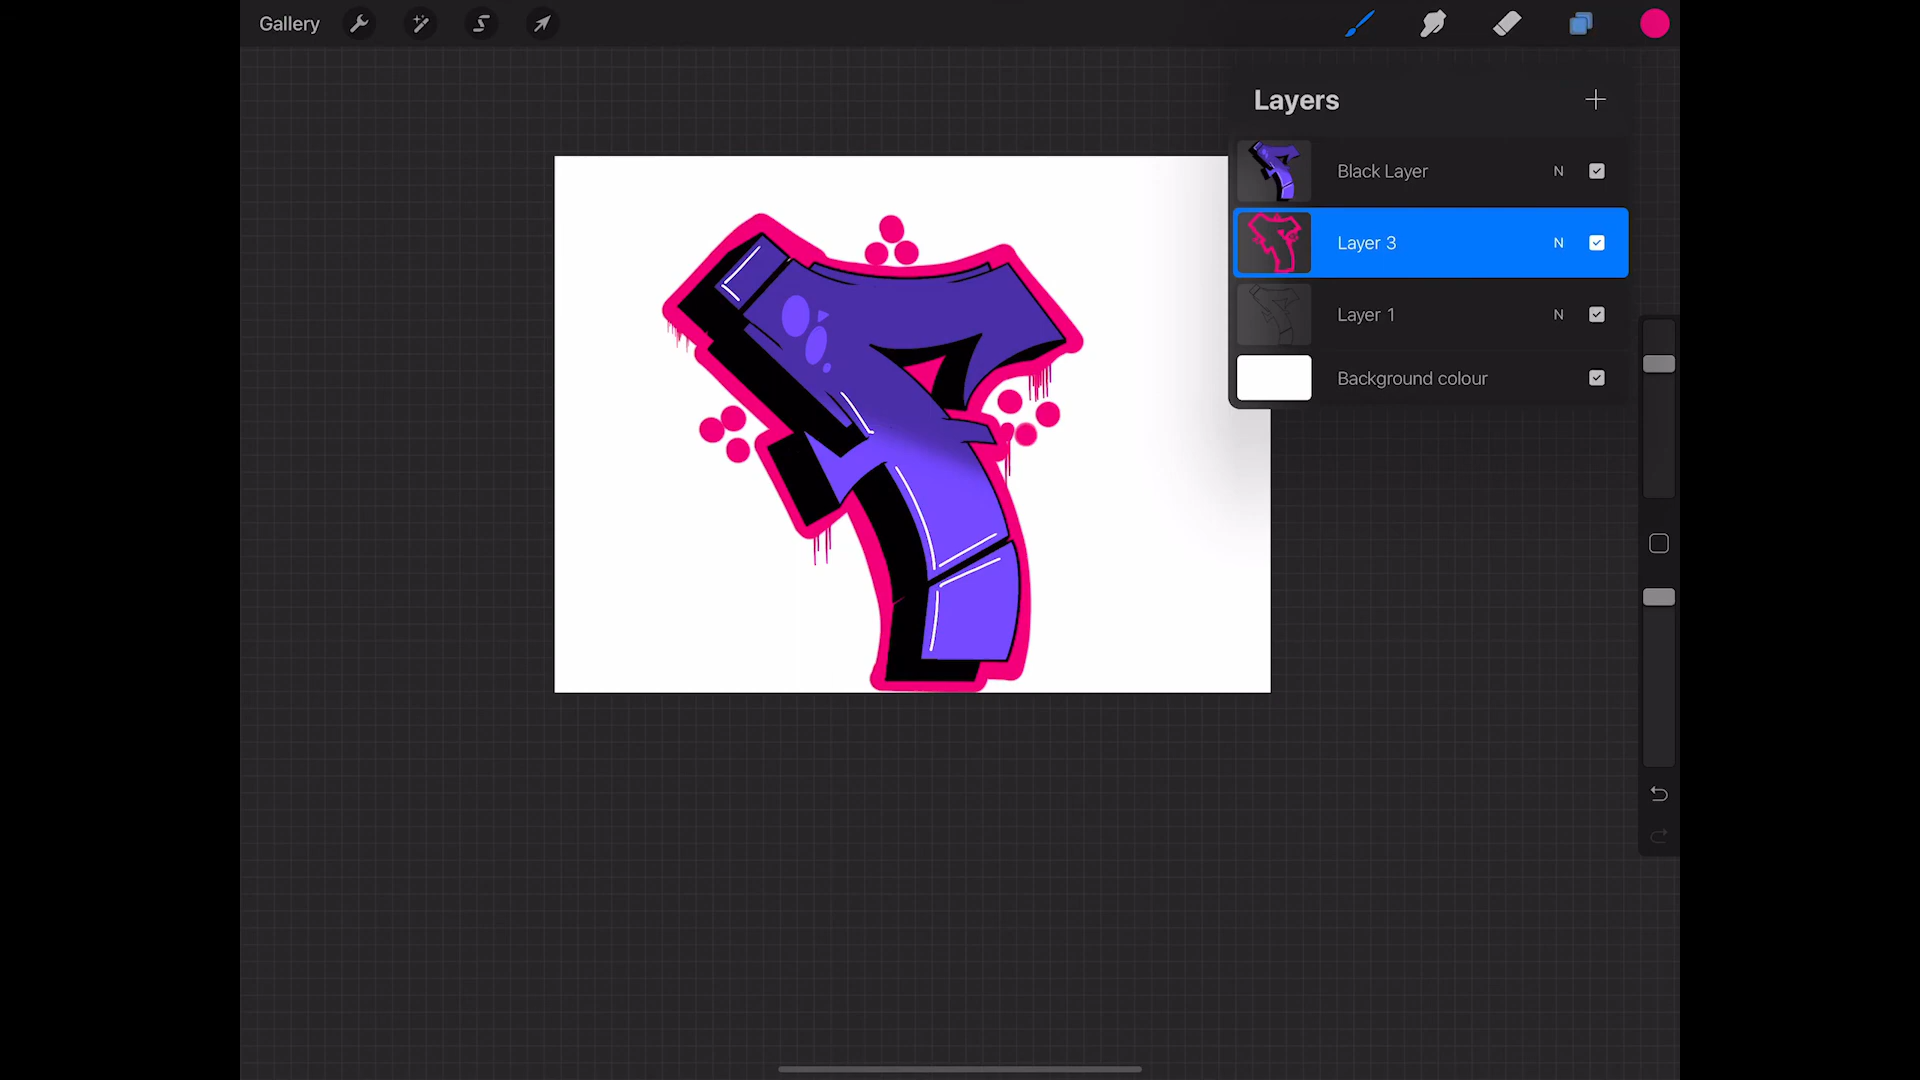 Gallery
Layers
Black Layer N
Layer 3 N
Layer 1 N
Background colour